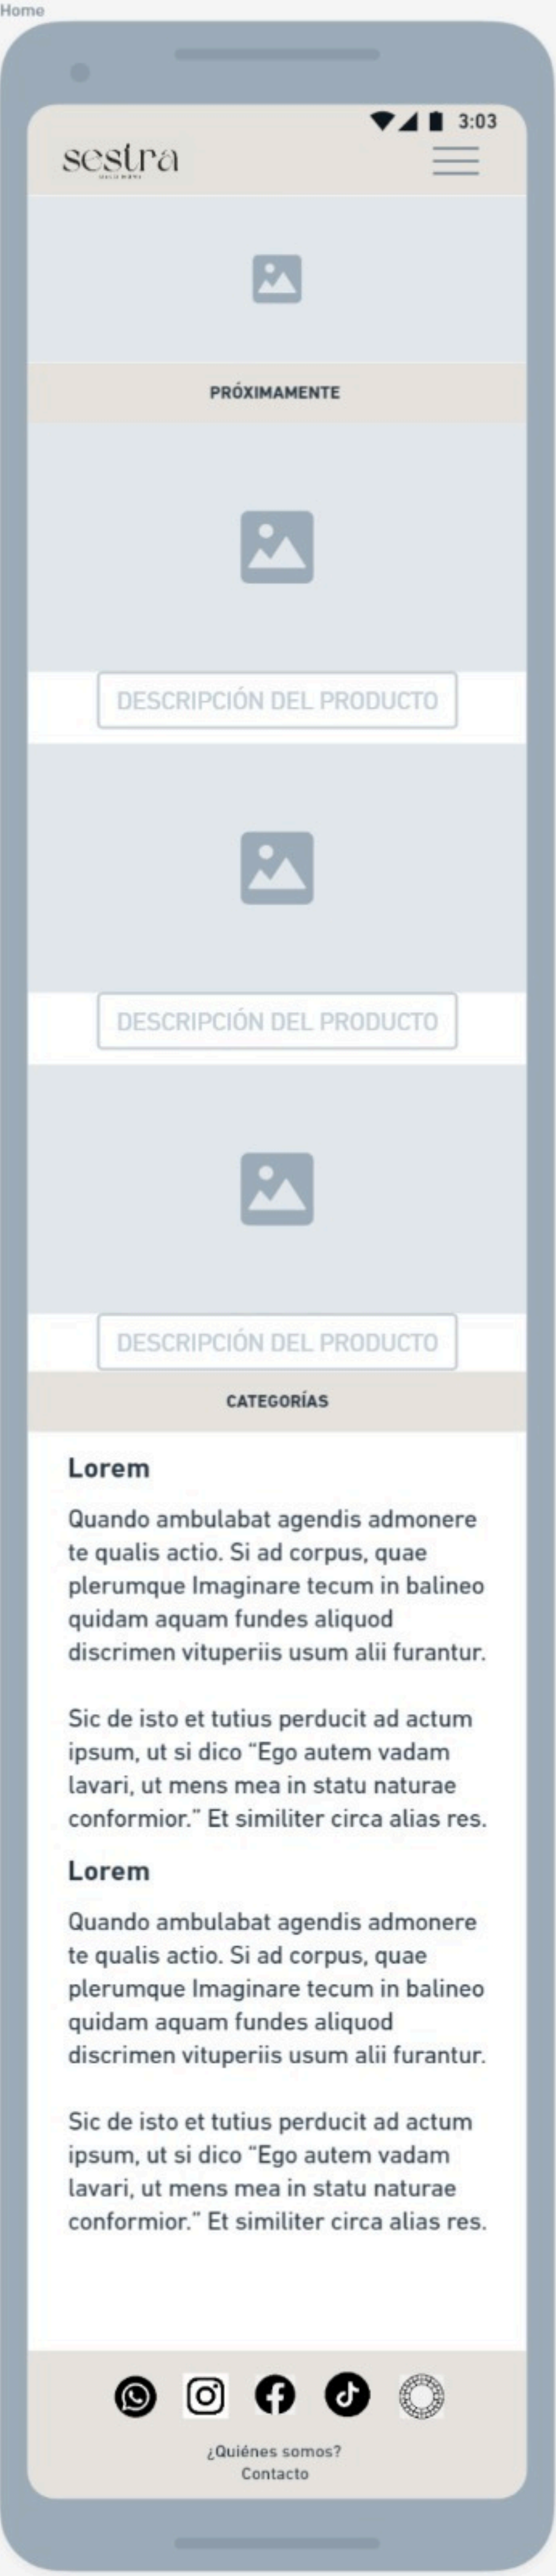 Home
3:03
sestra
PRÓXIMAMENTE
DESCRIPCIÓN DEL PRODUCTO
DESCRIPCIÓN DEL PRODUCTO
DESCRIPCIÓN DEL PRODUCTO
CATEGORÍAS
Lorem
Quando ambulabat agendis admonere
te qualis actio. Si ad corpus, quae
plerumque Imaginare tecum in balineo
quidam aquam fundes aliquod
discrimen vituperiis usum alii furantur.
Sic de isto et tutius perducit ad actum
ipsum, ut si dico “Ego autem vadam
lavari, ut mens mea in statu naturae
conformior.” Et similiter circa alias res.
Lorem
Quando ambulabat agendis admonere
te qualis actio. Si ad corpus, quae
plerumque Imaginare tecum in balineo
quidam aquam fundes aliquod
discrimen vituperiis usum alii furantur.
Sic de isto et tutius perducit ad actum
ipsum, ut si dico “Ego autem vadam
lavari, ut mens mea in statu naturae
conformior.” Et similiter circa alias res.
¿Quiénes somos?
Contacto